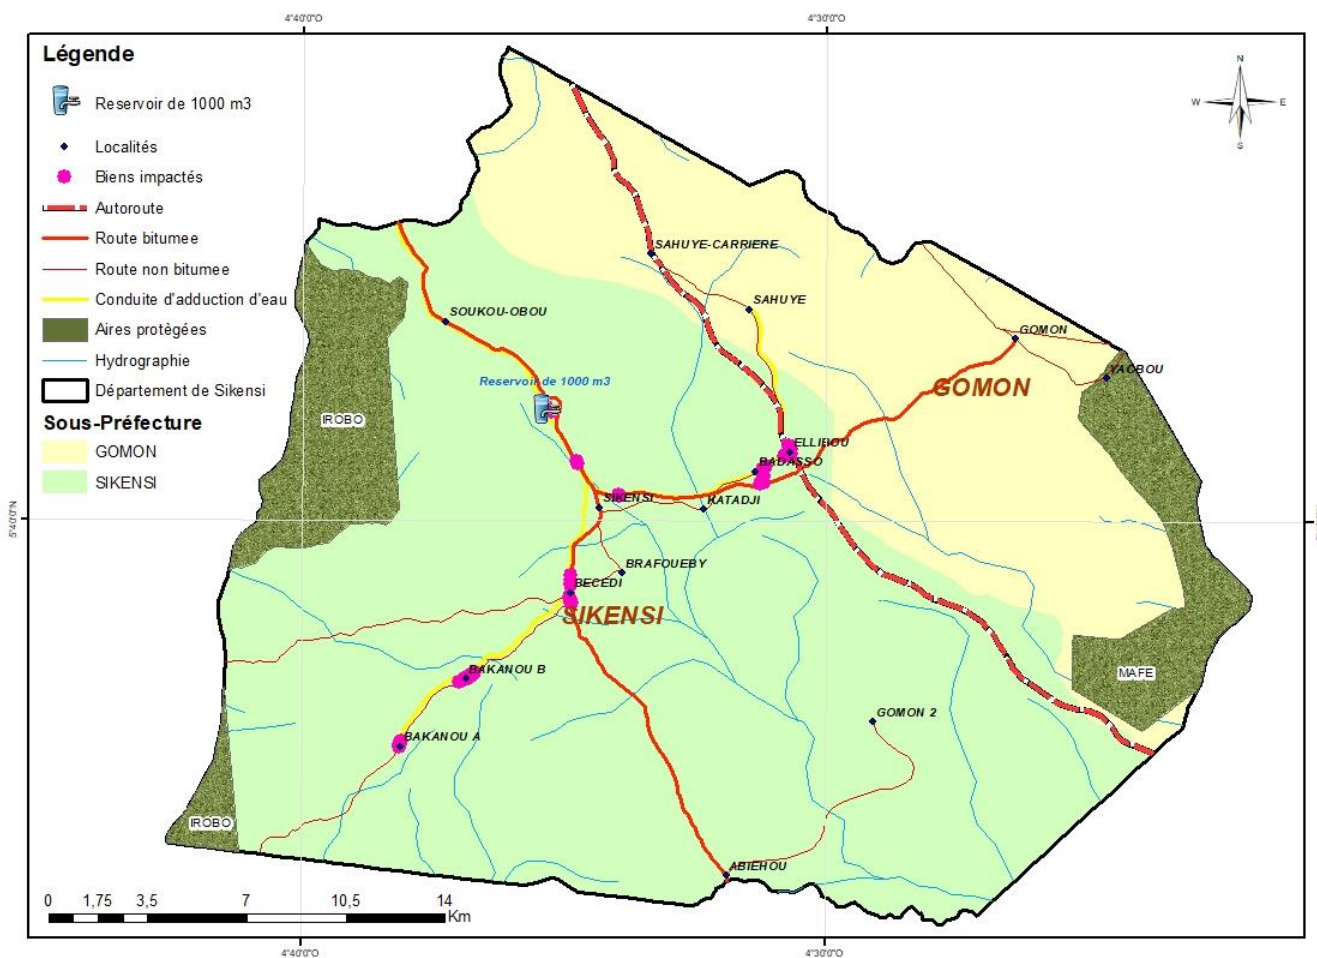 4°40'0"O
4°30'0"O
Légende
Reservoir de 1000 m3
Localités
Biens impactés
Autoroute
Route bitumee
Route non bitumee
Conduite d'adduction d'eau
Aires protégées
Hydrographie
Département de Sikensi
Sous-Préfecture
GOMON
SIKENSI
N
W
E
S
SAHUYE-CARRIERE
SAHUYE
SOUKOU-OBOU
GOMON
YAOBOU
Reservoir de 1000 m3
GOMON
IROBO
ELLIBOU
BADASSO
SIKENSI
KATADJI
5°40'0"N
BRAFOUEBY
BECEDI
SIKENSI
BAKANOU B
MAFE
GOMON 2
BAKANOU A
IROBO
ABIEHOU
0
1,75
3,5
7
10,5
14
Km
4°40'0"O
4°30'0"O